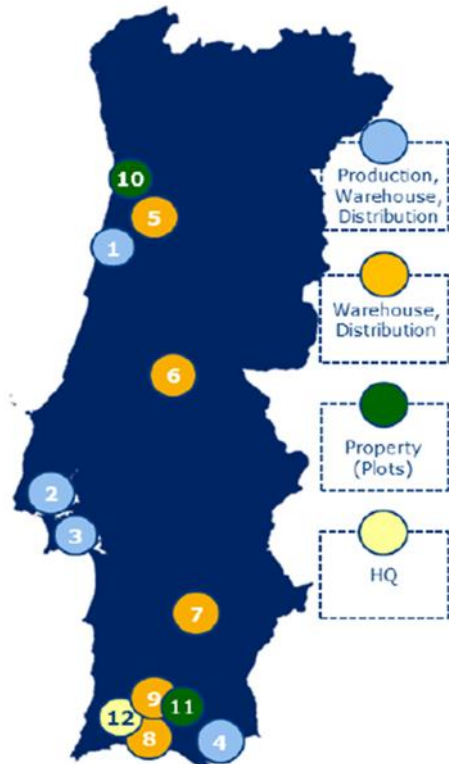 10
5
1
6
2
3
7
9
11
12
8
4
Production,
Warehouse,
Distribution
Warehouse,
Distribution
Property
(Plots)
HQ